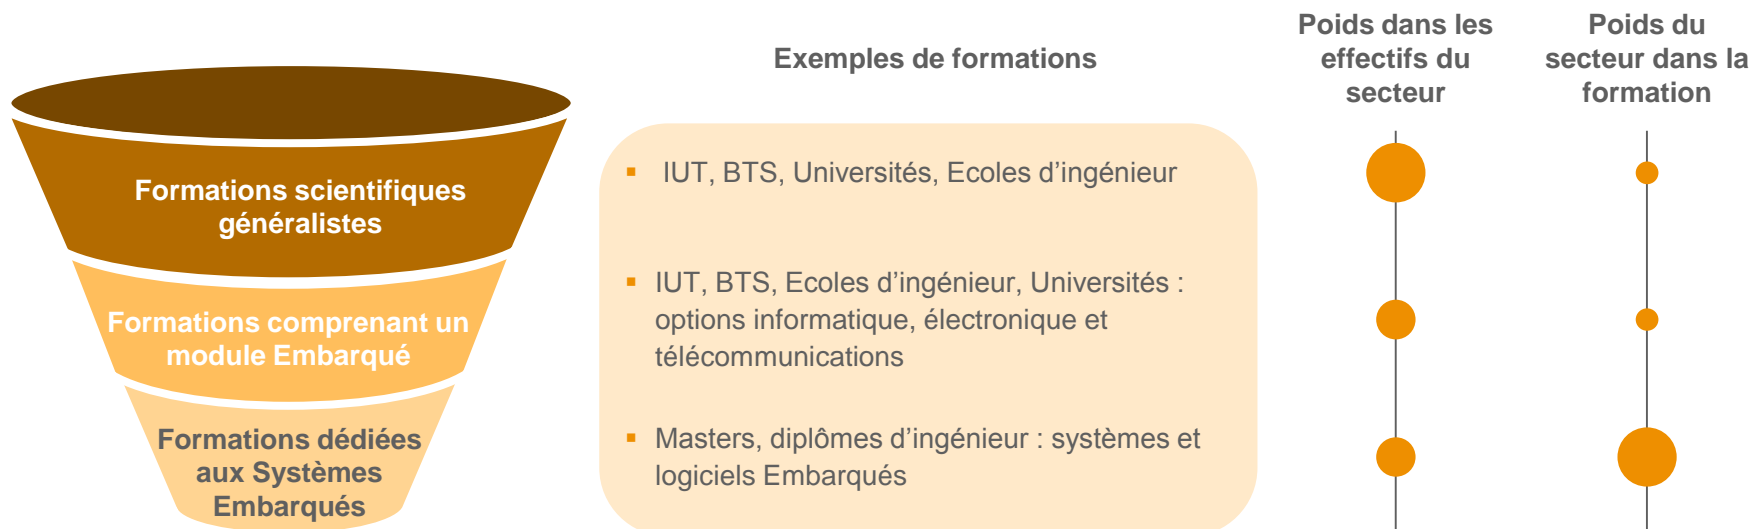 Exemples de formations
Poids dans les
effectifs du
secteur
Poids du
secteur dans la
formation
Formations scientifiques
généralistes
▪ IUT, BTS, Universités, Ecoles d’ingénieur
Formations comprenant un
module Embarqué
▪ IUT, BTS, Ecoles d’ingénieur, Universités :
options informatique, électronique et
télécommunications
Formations dédiées
aux Systèmes
Embarqués
▪ Masters, diplômes d’ingénieur : systèmes et
logiciels Embarqués